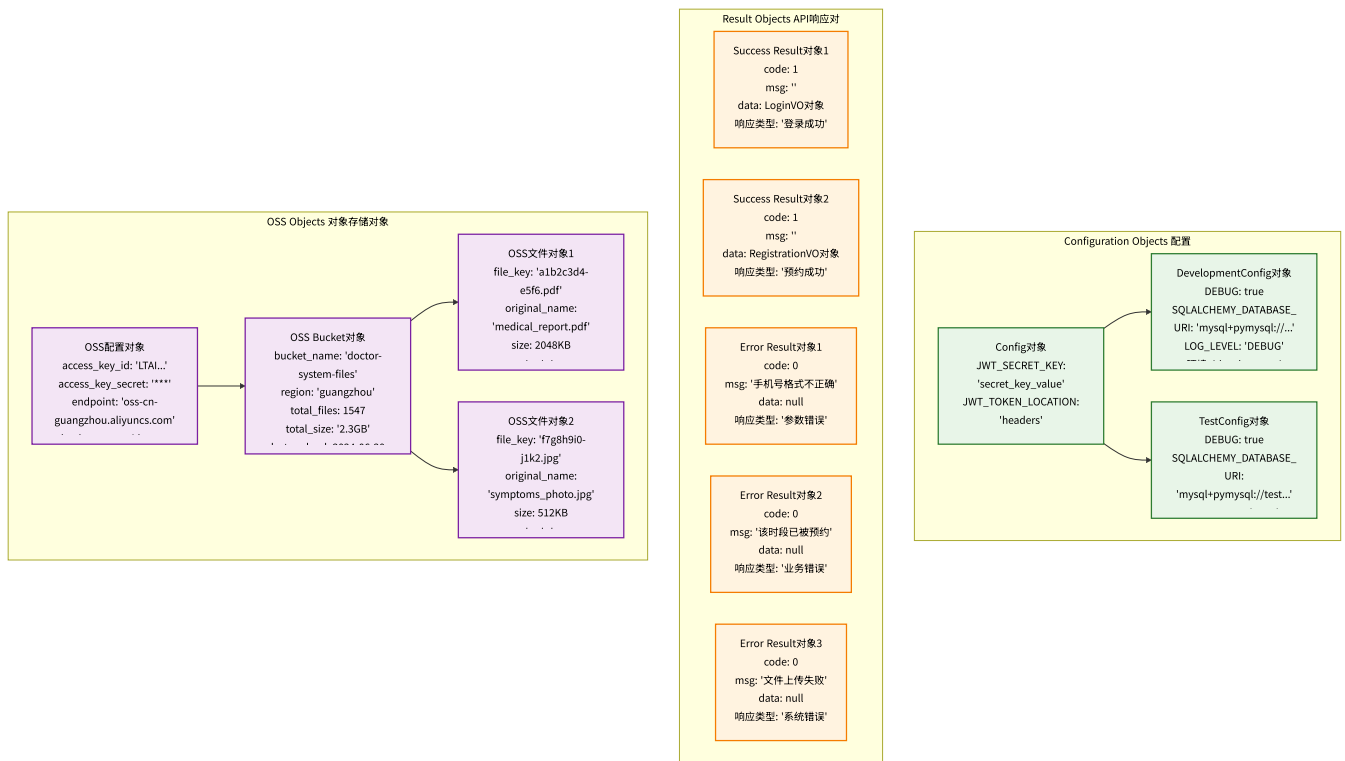 OSS Objects 对象存储对象
OSS配置对象
access_key_id: 'LTAI...'
access_key_secret: '***'
endpoint: 'oss-cn-
guangzhou.aliyuncs.com'
OSS Bucket对象
bucket_name: 'doctor-
system-files'
region: 'guangzhou'
total_files: 1547
total_size: '2.3GB'
OSS文件对象1
file_key: 'a1b2c3d4-
e5f6.pdf'
original_name:
'medical_report.pdf'
size: 2048KB
OSS文件对象2
file_key: 'f7g8h9i0-
j1k2.jpg'
original_name:
'symptoms_photo.jpg'
size: 512KB
Result Objects API响应对
Success Result对象1
code: 1
msg: ''
data: LoginVO对象
响应类型: '登录成功'
Success Result对象2
code: 1
msg: ''
data: RegistrationVO对象
响应类型: '预约成功'
Error Result对象1
code: 0
msg: '手机号格式不正确'
data: null
响应类型: '参数错误'
Error Result对象2
code: 0
msg: '该时段已被预约'
data: null
响应类型: '业务错误'
Error Result对象3
code: 0
msg: '文件上传失败'
data: null
响应类型: '系统错误'
Configuration Objects 配置
Config对象
JWT_SECRET_KEY:
'secret_key_value'
JWT_TOKEN_LOCATION:
'headers'
DevelopmentConfig对象
DEBUG: true
SQLALCHEMY_DATABASE_
URI: 'mysql+pymysql://...'
LOG_LEVEL: 'DEBUG'
TestConfig对象
DEBUG: true
SQLALCHEMY_DATABASE_
URI:
'mysql+pymysql://test...'